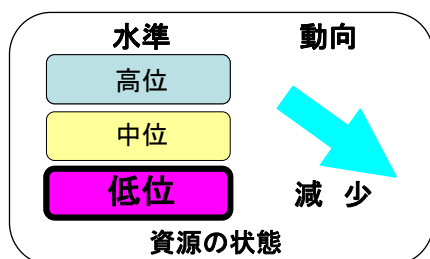 水準 動向
高位
中位
低位
減 少
資源の状態